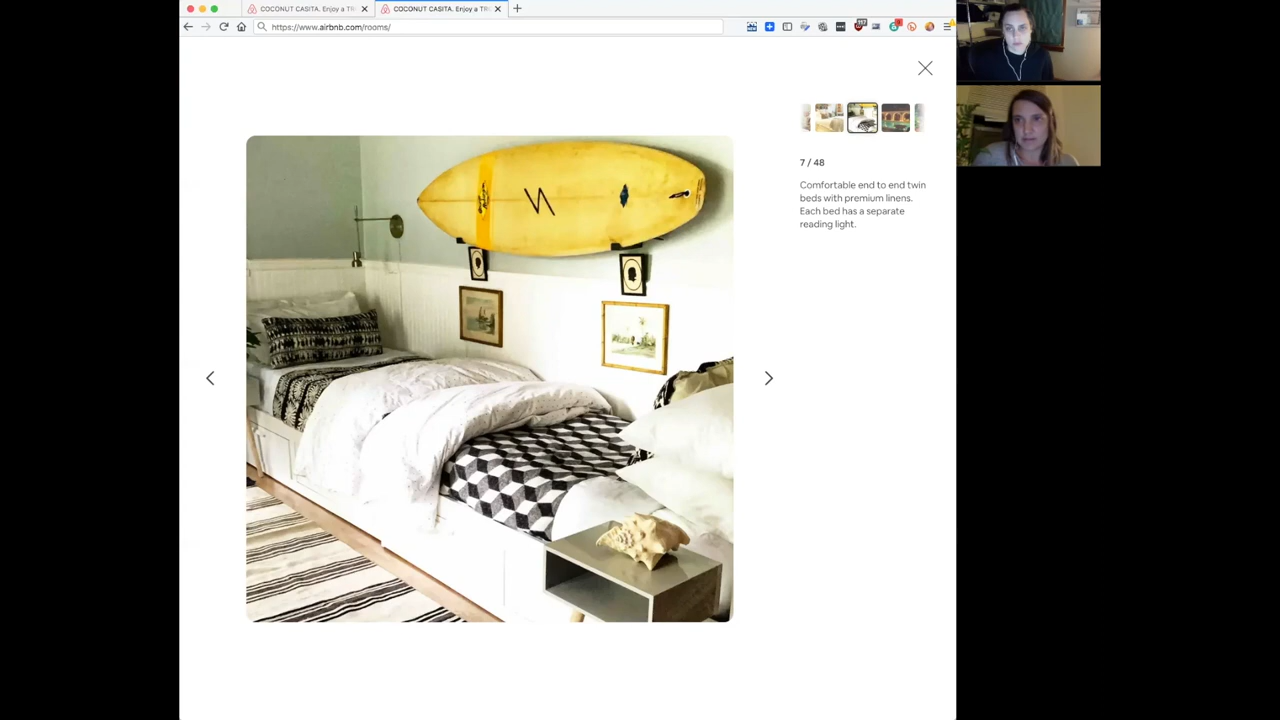 COCONUT CASITA. Enjoy a TR
COCONUT CASITA. Enjoy a TR
https://www.airbnb.com/rooms/
7 / 48
Comfortable end to end twin
beds with premium linens.
Each bed has a separate
reading light.